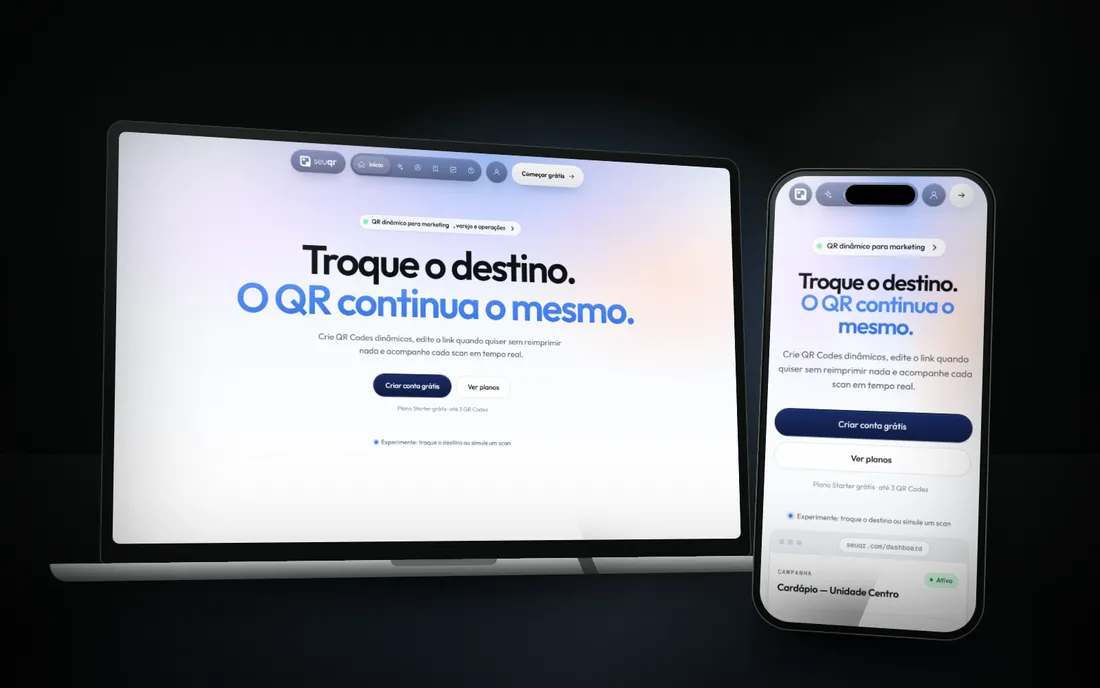 seuqr
Início
Começar grátis →
QR dinâmico para marketing , varejo e operações >
Troque o destino.
O QR continua o mesmo.
Crie QR Codes dinâmicos, edite o link quando quiser sem reimprimir
nada e acompanhe cada scan em tempo real.
Criar conta grátis
Ver planos
Plano Starter grátis · até 3 QR Codes
Experimente: troque o destino ou simule um scan
→
QR dinâmico para marketing >
Troque o destino.
O QR continua o
mesmo.
Crie QR Codes dinâmicos, edite o link quando
quiser sem reimprimir nada e acompanhe cada
scan em tempo real.
Criar conta grátis
Ver planos
Plano Starter grátis · até 3 QR Codes
Experimente: troque o destino ou simule um scan
seuqr.com/dashboard
CAMPANHA
Ativo
Cardápio — Unidade Centro